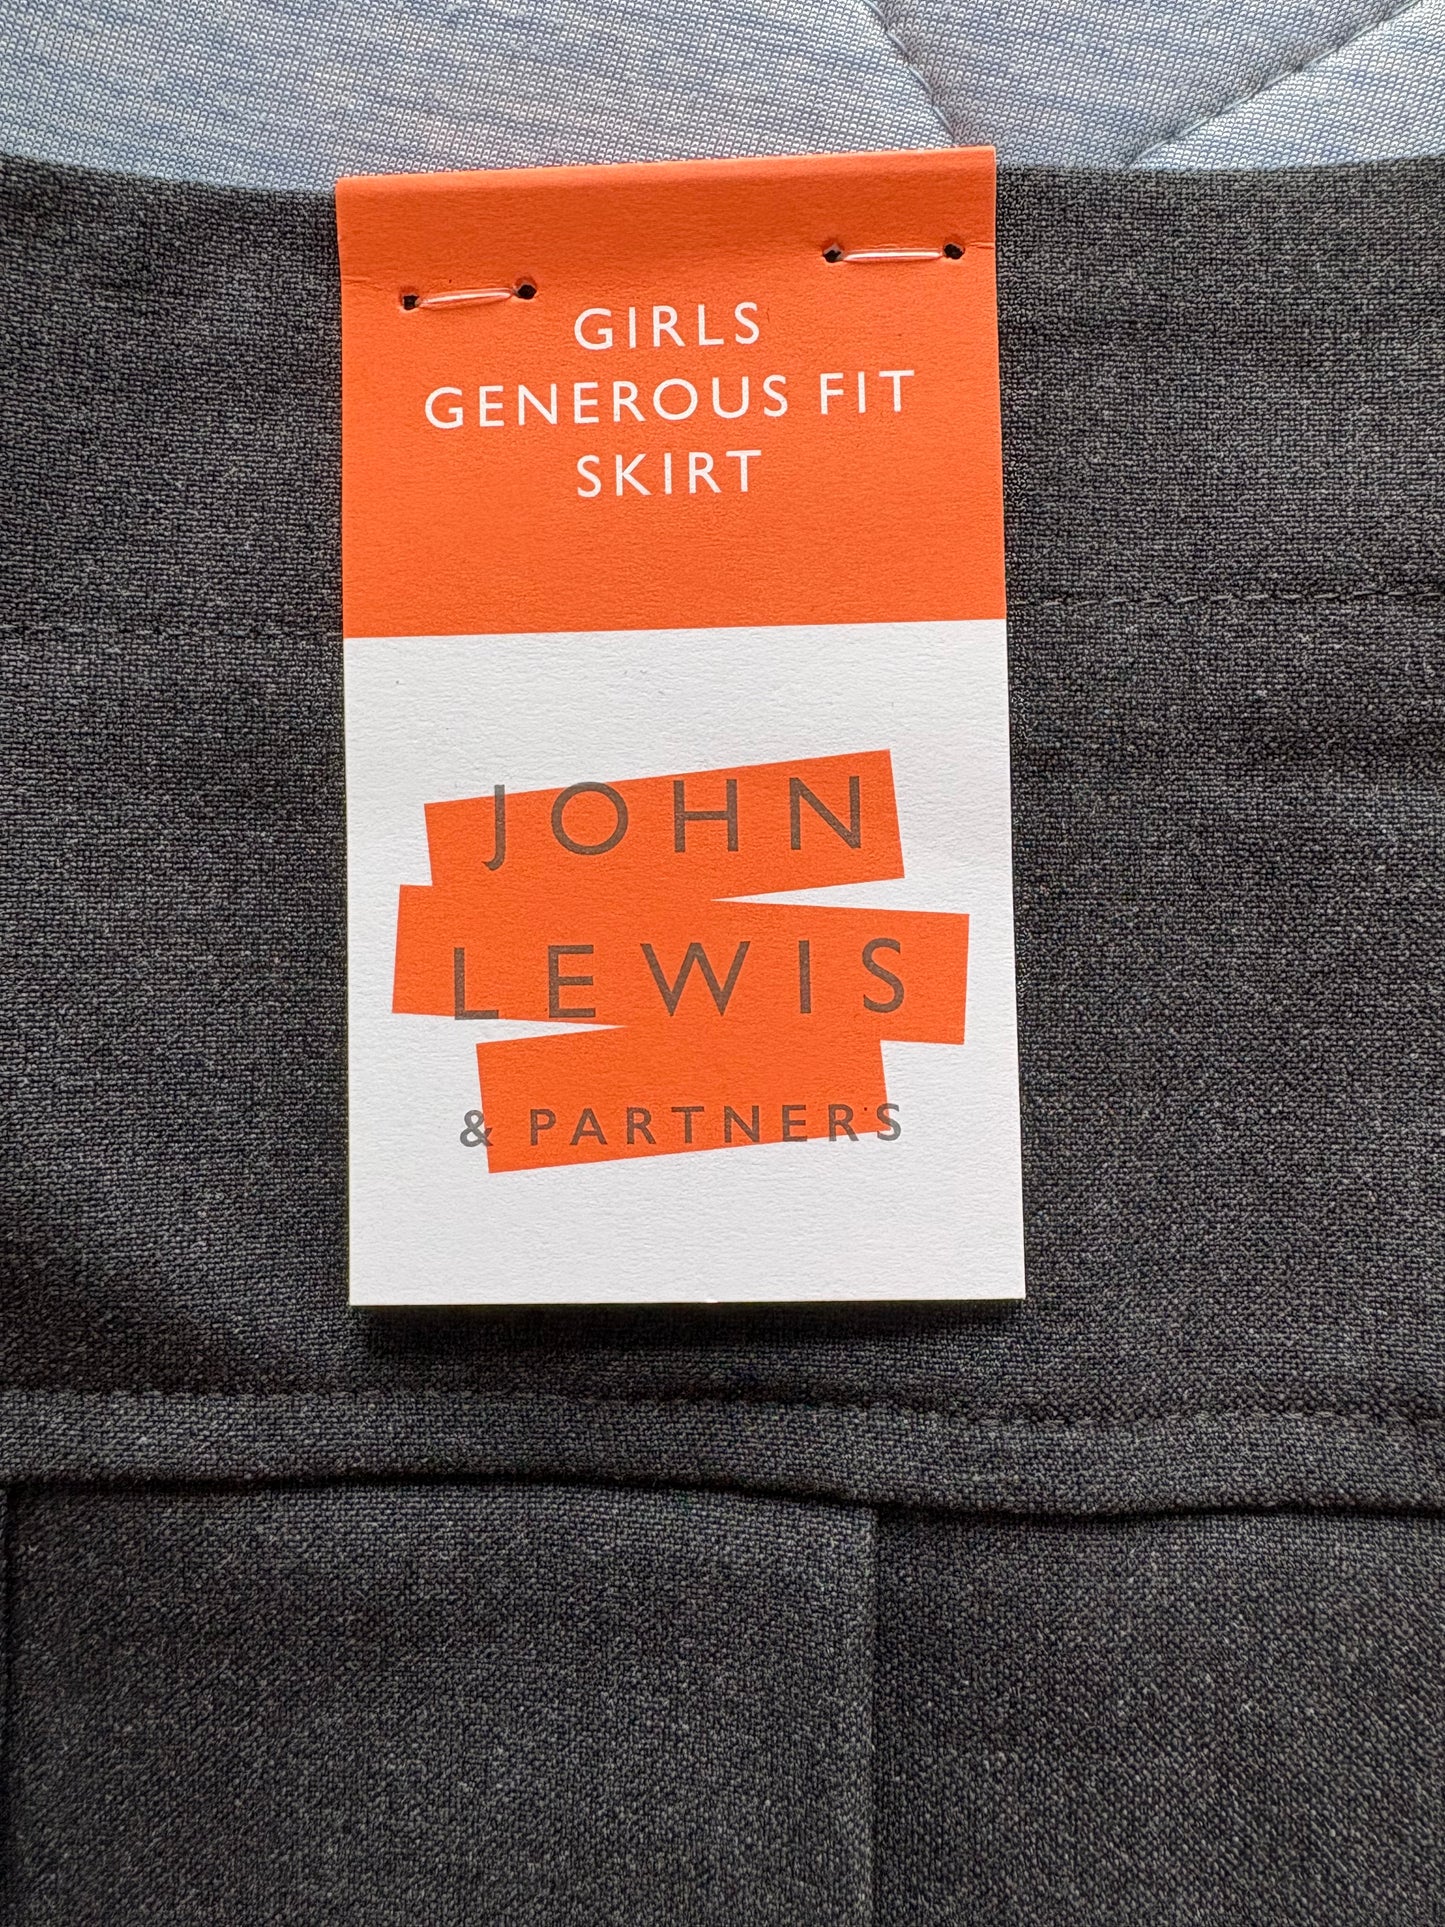 GIRLS
GENEROUS FIT
SKIRT
JOHN
LEWIS
& PARTNERS